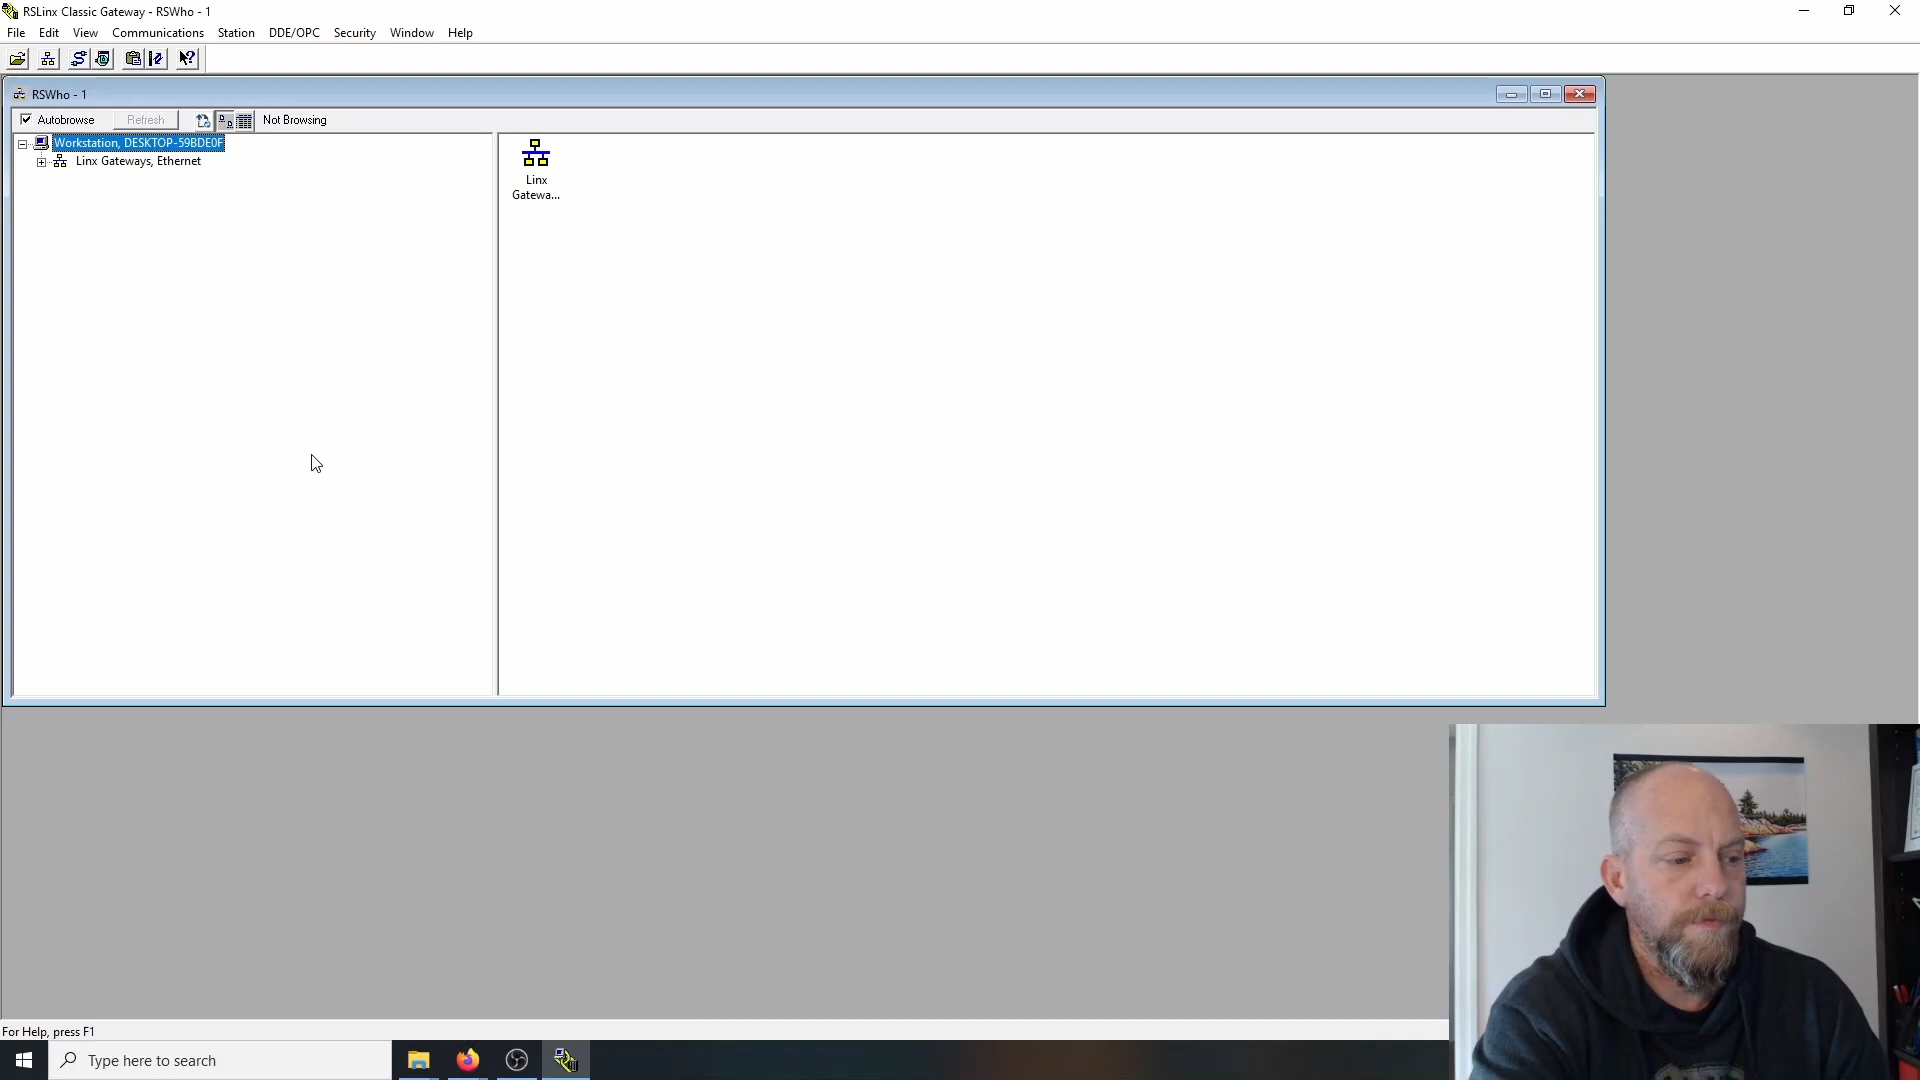 RSLinx Classic Gateway - RSWho - 1
File Edit View Communications Station DDE/OPC Security Window Help
RSWho - 1
Autobrowse Refresh Not Browsing
Workstation, DESKTOP-59BDE0F
Linx Gateways, Ethernet
Linx
Gatewa...
For Help, press F1
Type here to search